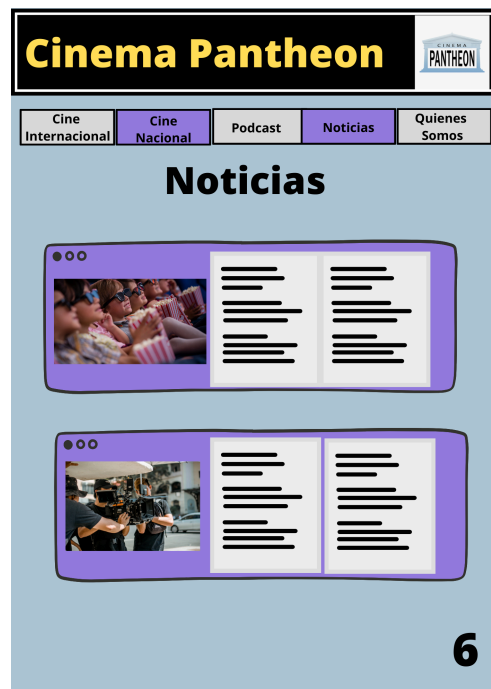 Cinema Pantheon
CINEMA
PANTHEON
Cine
Internacional
Cine
Nacional
Podcast
Noticias
Quienes
Somos
Noticias
6